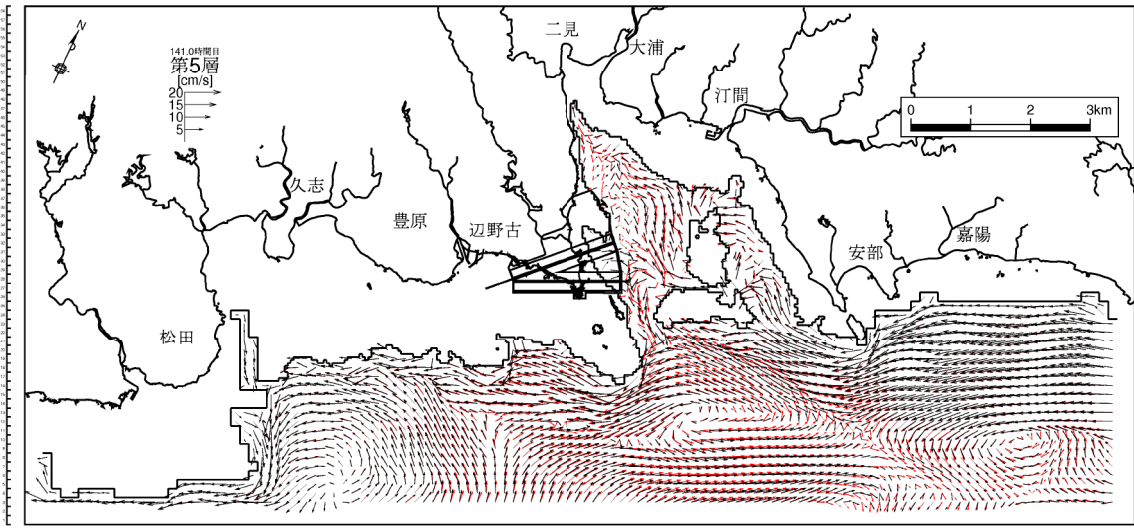 N
141.0時間目
第5層
[cm/s]
20
15
10
5
二見
大浦
汀間
0 1 2 3km
久志
豊原
辺野古
安部
嘉陽
松田